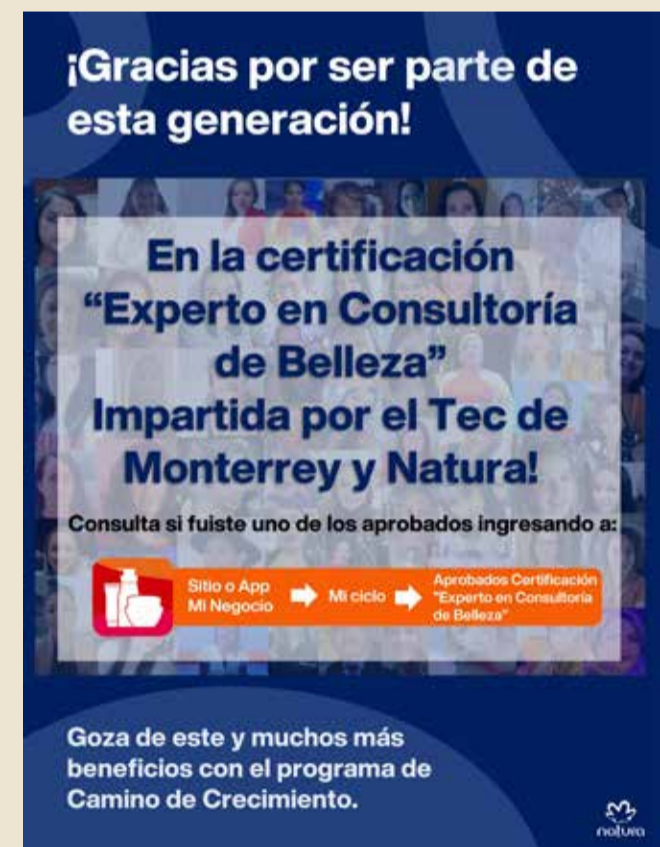 ¡Gracias por ser parte de
esta generación!
En la certificación
“Experto en Consultoría
de Belleza”
Impartida por el Tec de
Monterrey y Natura!
Consulta si fuiste uno de los aprobados ingresando a:
Sitio o App
Mi Negocio
Mi ciclo
Aprobados Certificación
"Experto en Consultoría
de Belleza"
Goza de este y muchos más
beneficios con el programa de
Camino de Crecimiento.
natura